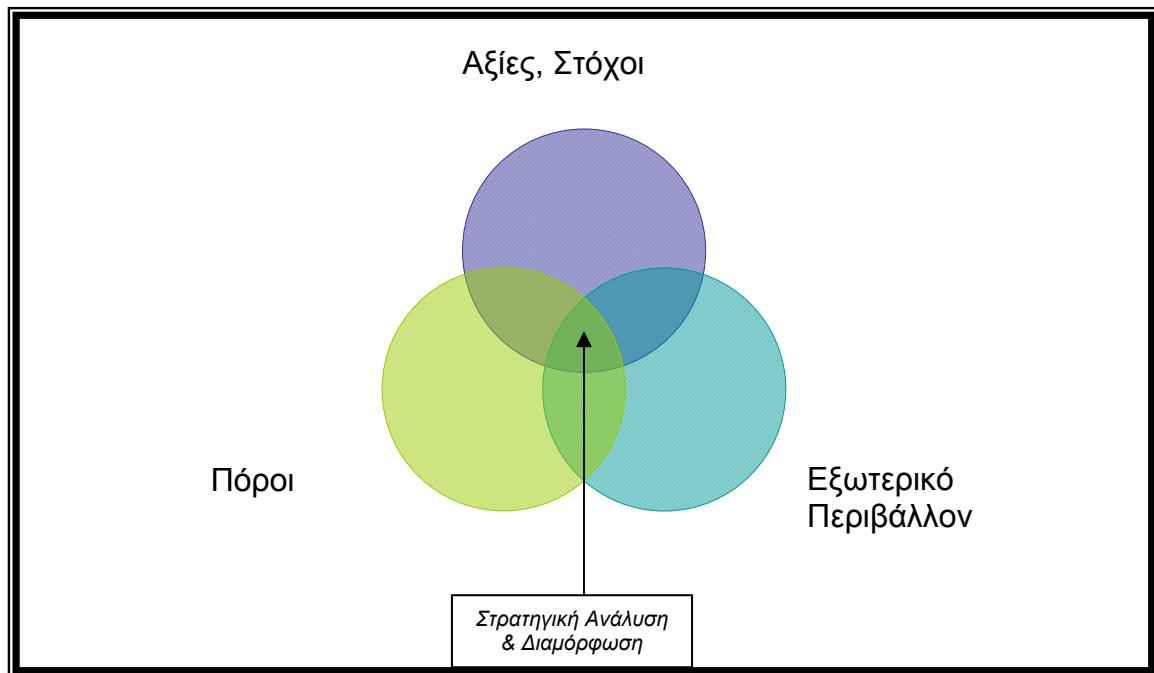 Αξίες, Στόχοι
Πόροι
Εξωτερικό
Περιβάλλον
Στρατηγική Ανάλυση
& Διαμόρφωση